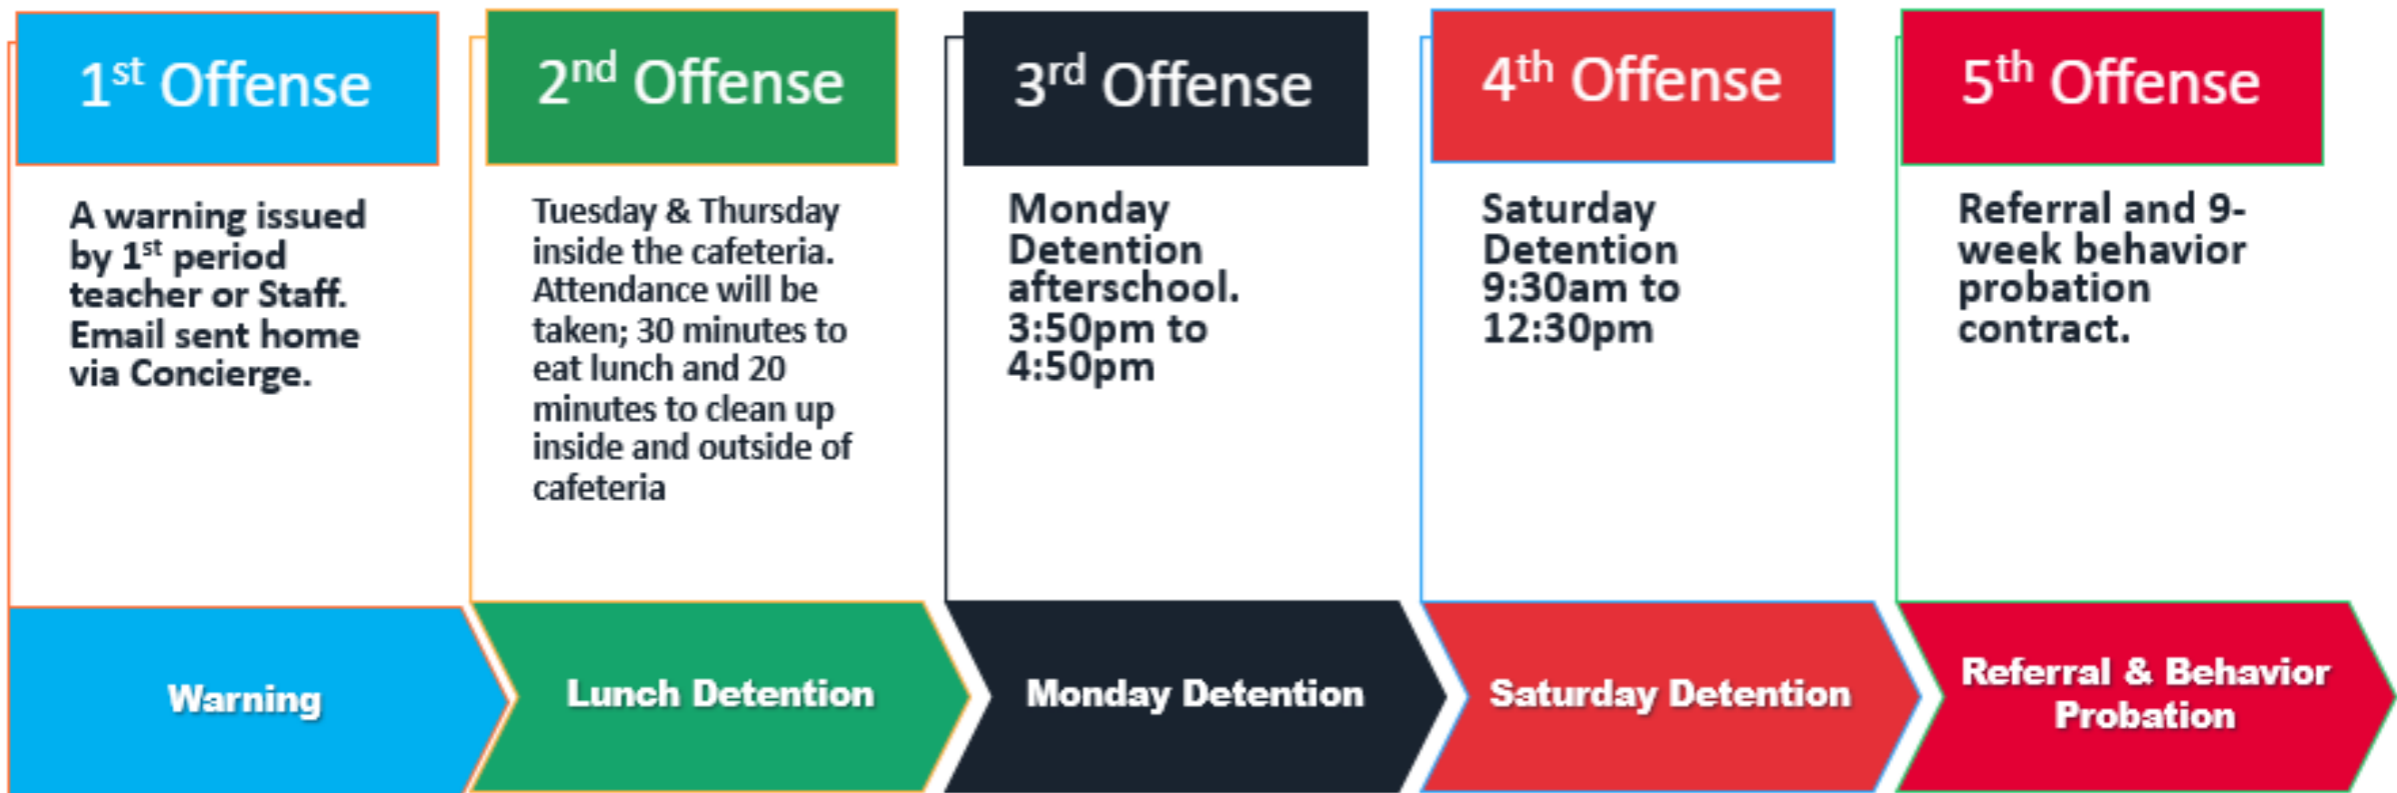 1st Offense
A warning issued
by 1st period
teacher or Staff.
Email sent home
via Concierge.
Warning
2nd Offense
Tuesday & Thursday
inside the cafeteria.
Attendance will be
taken; 30 minutes to
eat lunch and 20
minutes to clean up
inside and outside of
cafeteria
Lunch Detention
3rd Offense
Monday
Detention
afterschool.
3:50pm to
4:50pm
Monday Detention
4th Offense
Saturday
Detention
9:30am to
12:30pm
Saturday Detention
5th Offense
Referral and 9-
week behavior
probation
contract.
Referral & Behavior
Probation